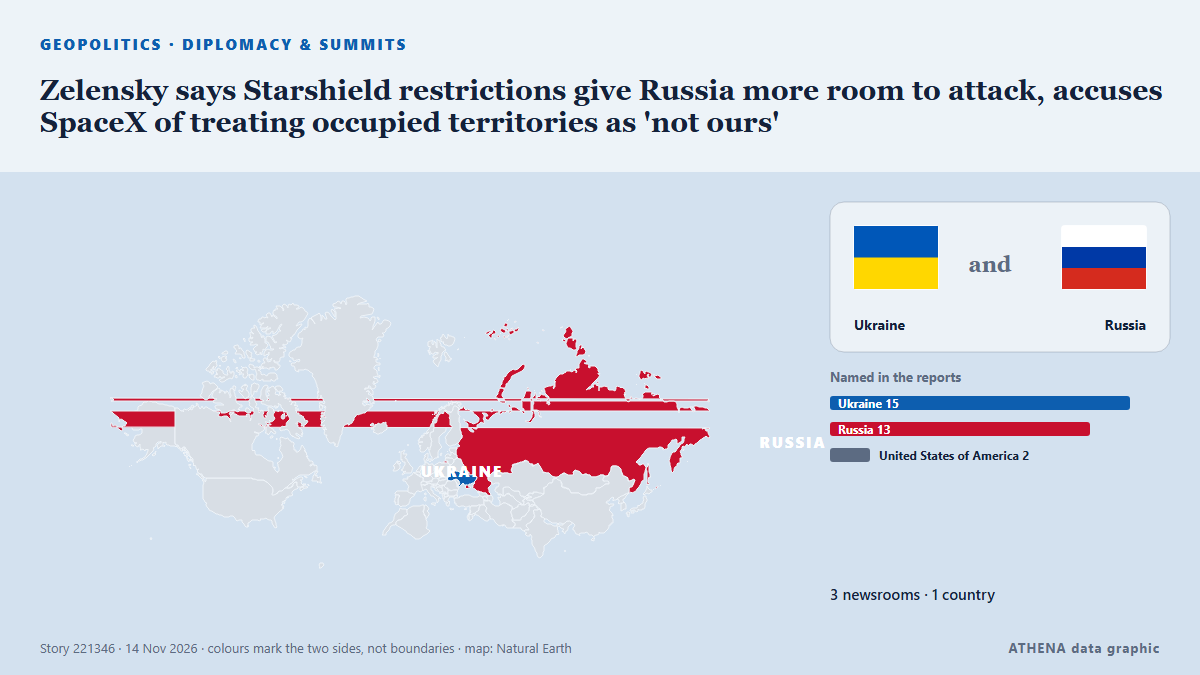 GEOPOLITICS · DIPLOMACY & SUMMITS
Zelensky says Starshield restrictions give Russia more room to attack, accuses
SpaceX of treating occupied territories as 'not ours'
and
Ukraine
Russia
Named in the reports
Ukraine 15
Russia 13
United States of America 2
RUSSIA
UKRAINE
3 newsrooms · 1 country
Story 221346 · 14 Nov 2026 · colours mark the two sides, not boundaries · map: Natural Earth
ATHENA data graphic